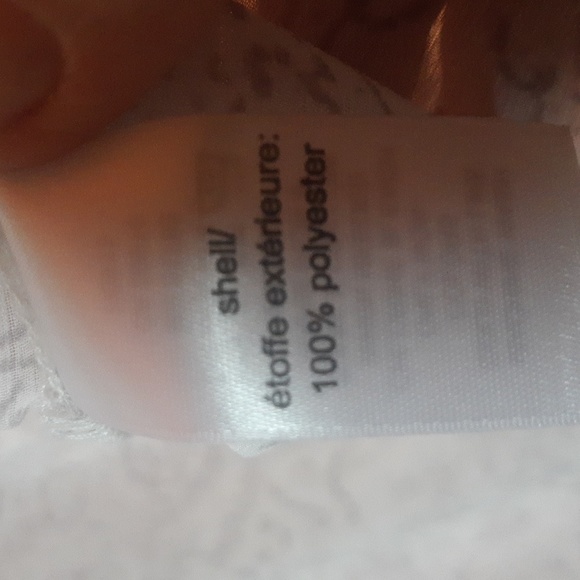 shell/
étoffe extérieure:
100% polyester